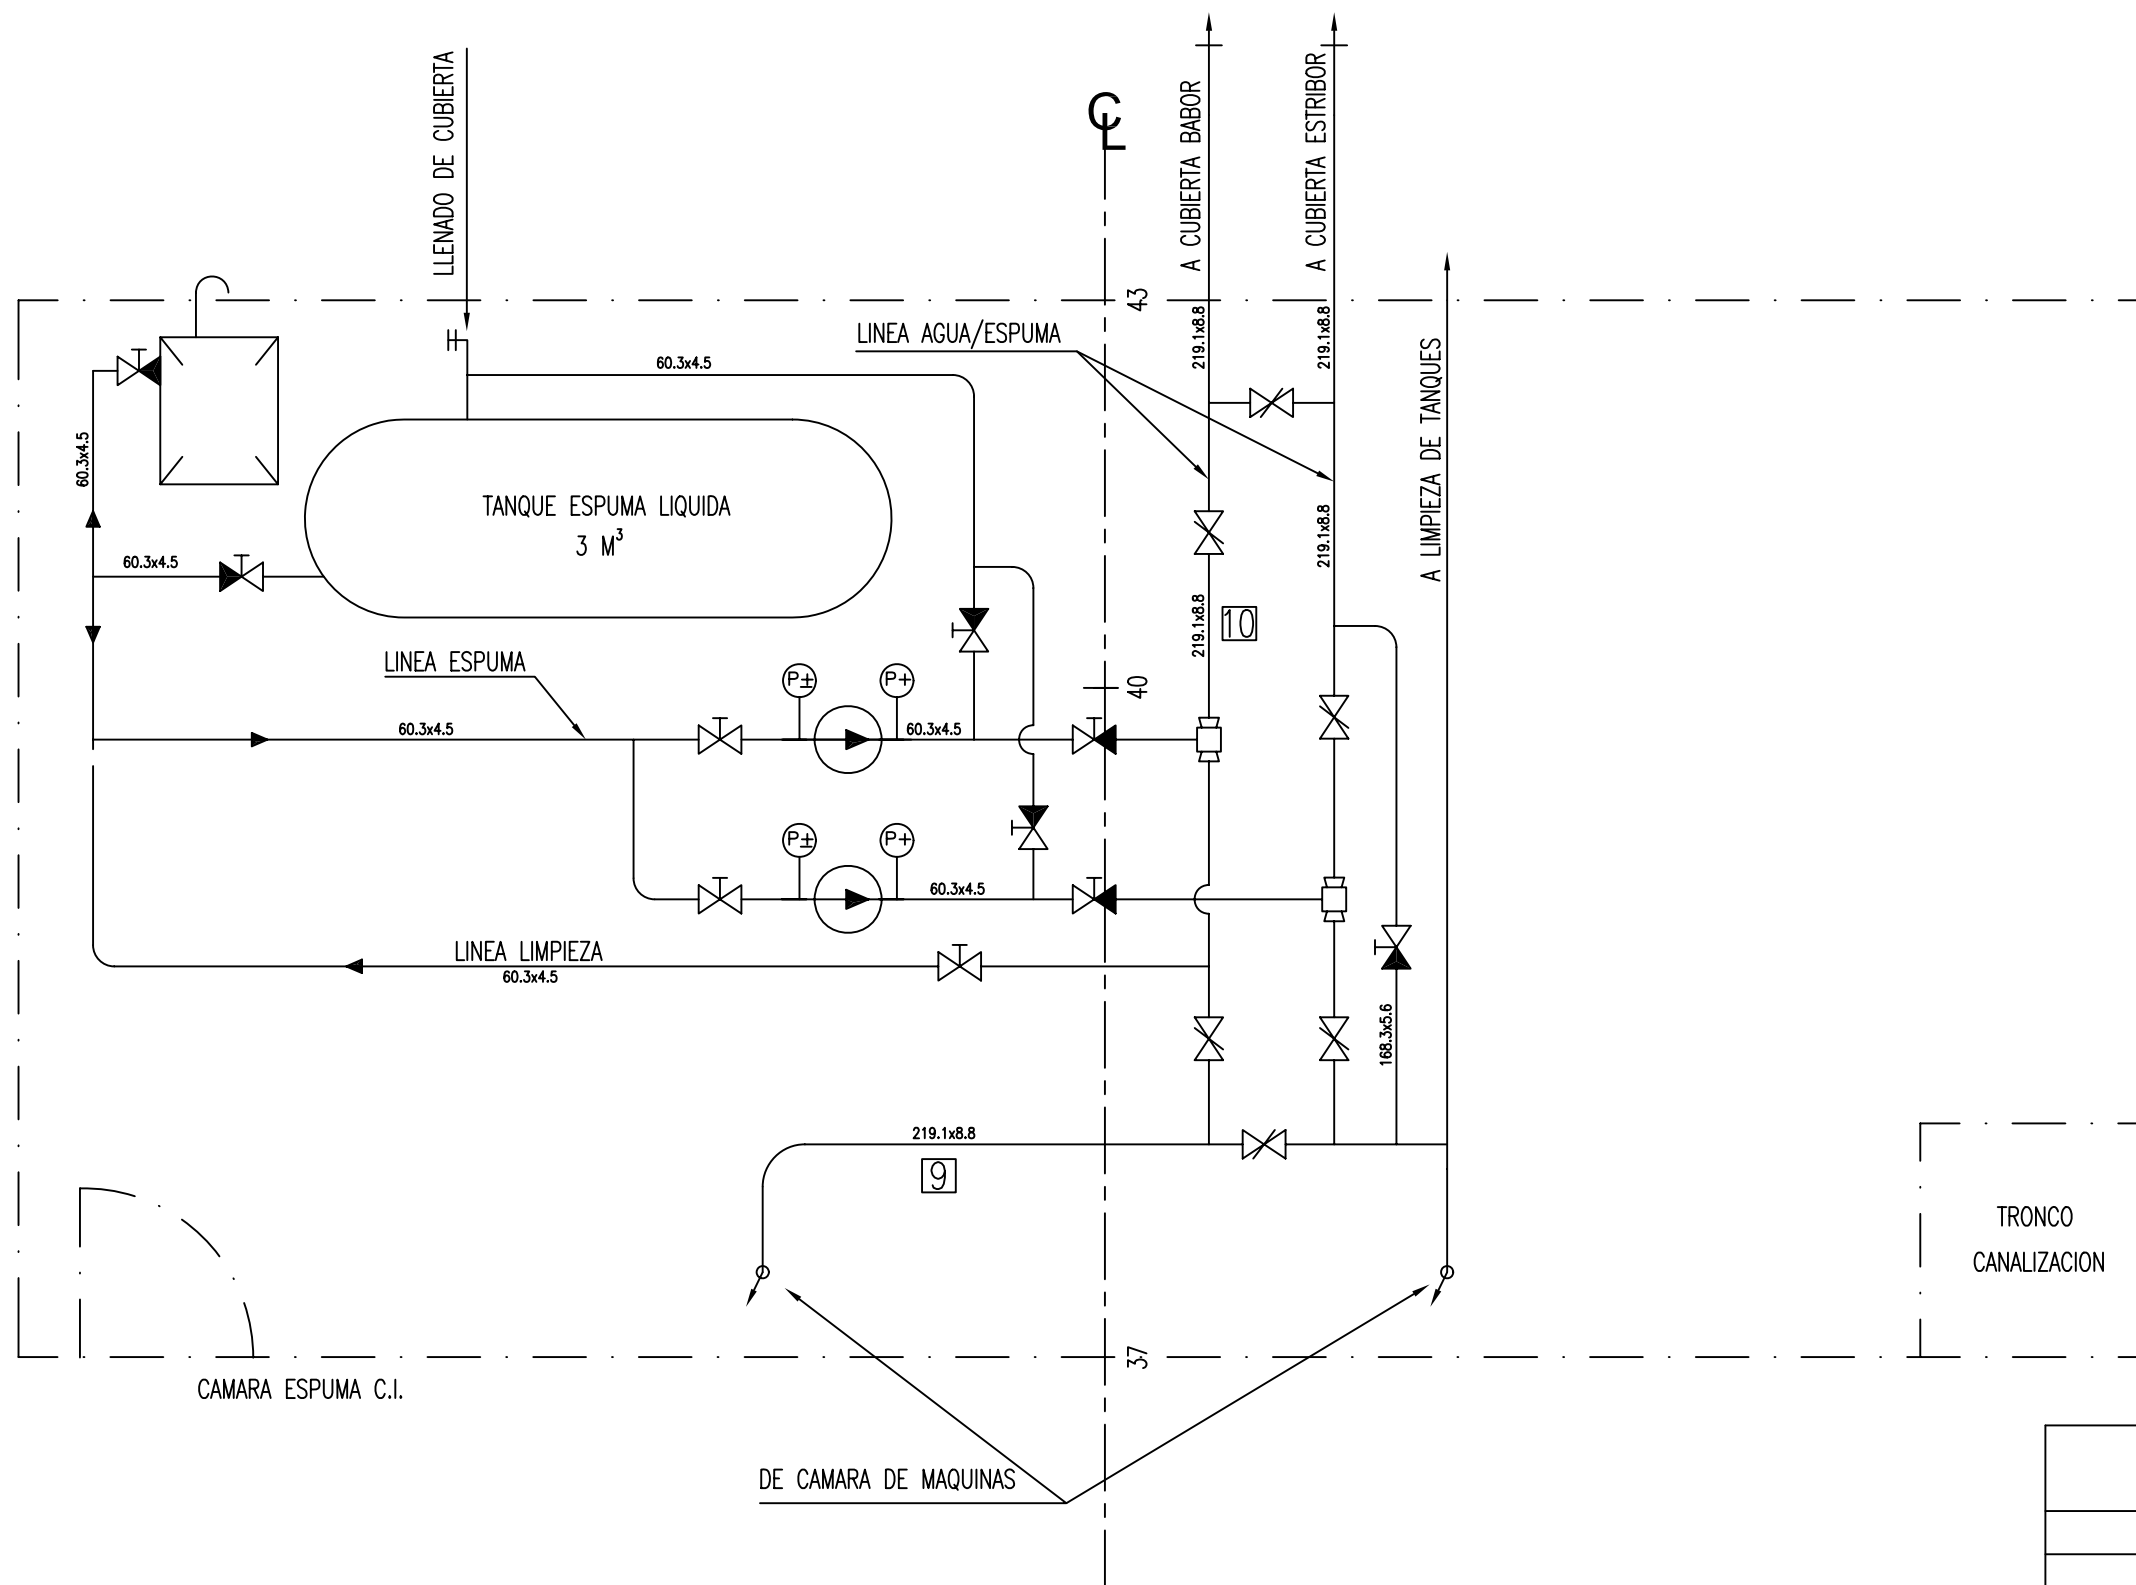 LLENADO DE CUBIERTA
A CUBIERTA BABOR
A CUBIERTA ESTRIBOR
CL
43
LINEA AGUA/ESPUMA
219.1x8.8
219.1x8.8
A LIMPIEZA DE TANQUES
60.3x4.5
60.3x4.5
TANQUE ESPUMA LIQUIDA
3 M³
219.1x8.8
60.3x4.5
219.1x8.8
10
LINEA ESPUMA
P±
P+
40
60.3x4.5
60.3x4.5
P±
P+
60.3x4.5
LINEA LIMPIEZA
60.3x4.5
168.3x5.6
219.1x8.8
9
TRONCO
CANALIZACION
37
CAMARA ESPUMA C.I.
DE CAMARA DE MAQUINAS